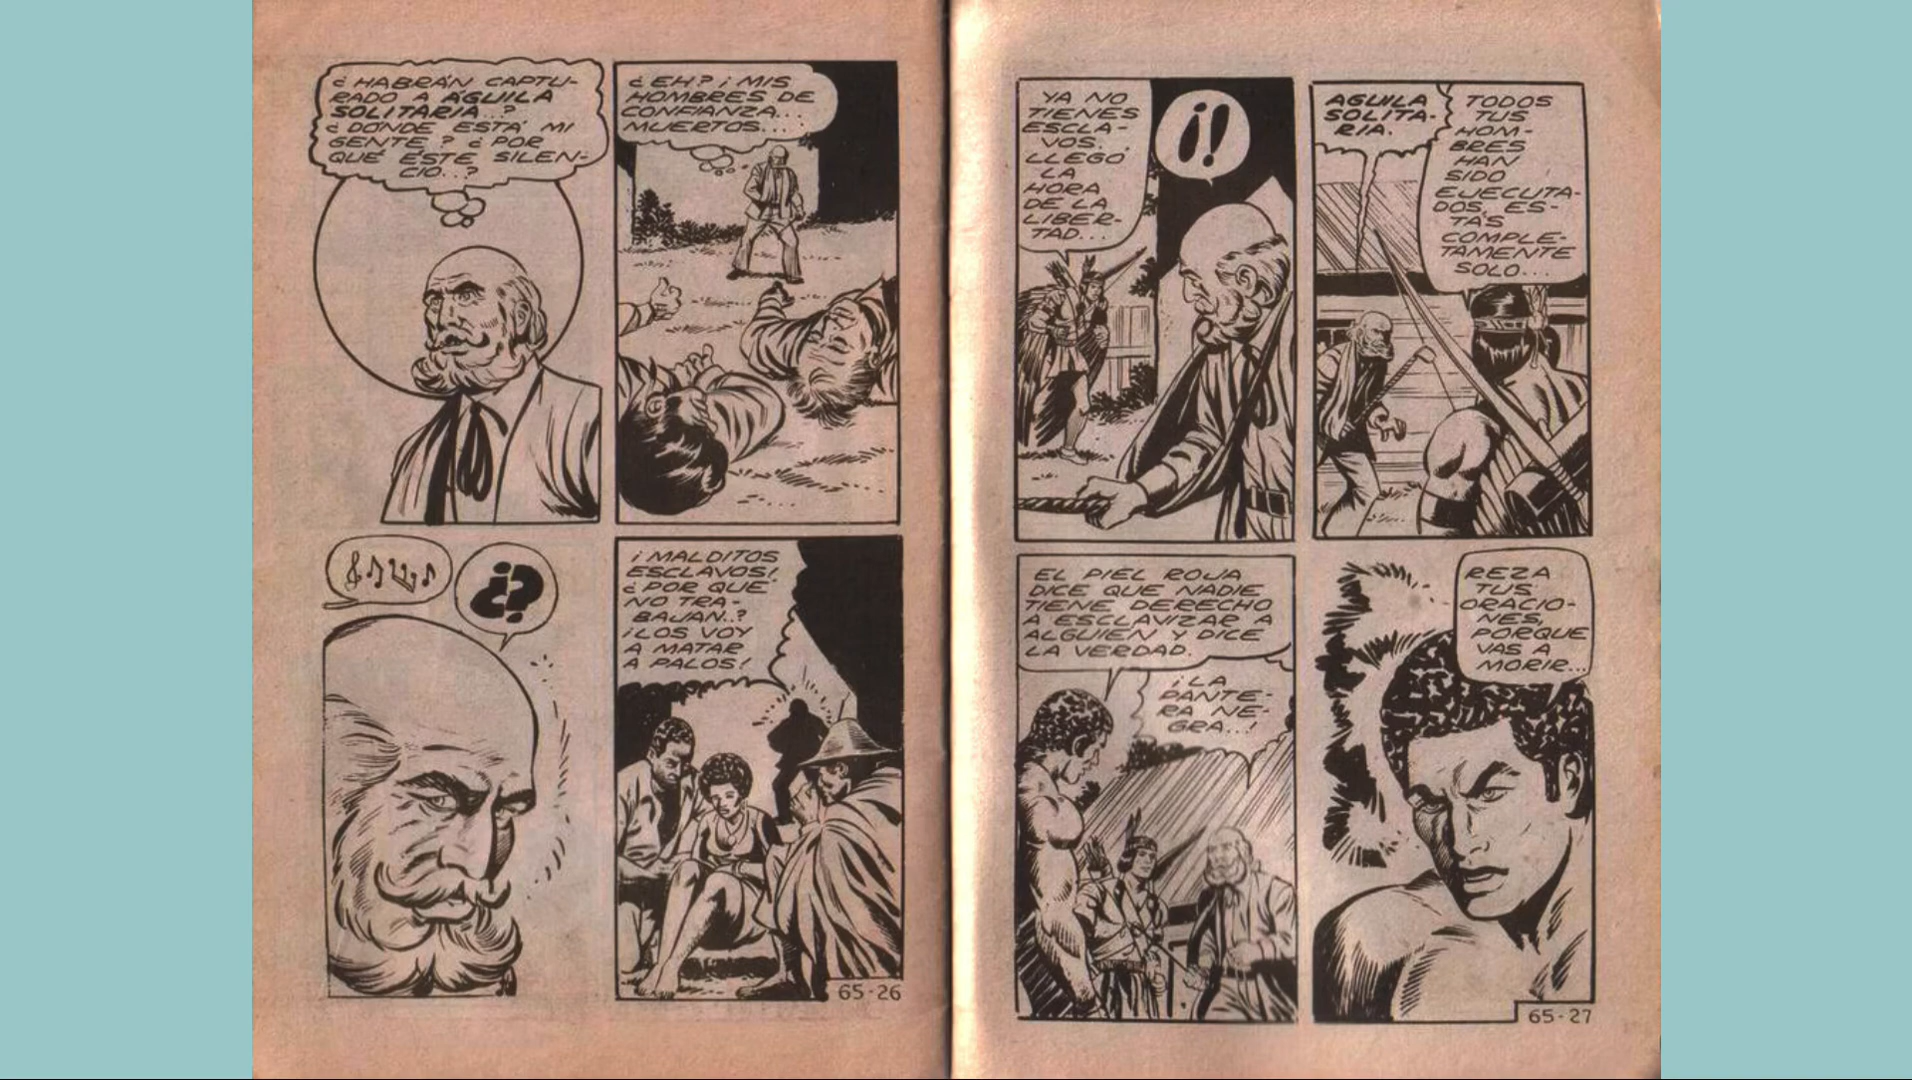 ¿HABRÁN CAPTU-
RADO A ÁGUILA
SOLITARIA..?
¿DÓNDE ESTÁ MI
GENTE? ¿POR
QUÉ ÉSTE SILEN-
CIO..?
¿EH? ¡MIS
HOMBRES DE
CONFIANZA...
MUERTOS...
¿?
¡MALDITOS
ESCLAVOS!
¿POR QUÉ
NO TRA-
BAJAN..?
¡LOS VOY
A MATAR
A PALOS!
65-26
YA NO
TIENES
ESCLA-
VOS.
LLEGÓ
LA
HORA
DE LA
LIBER-
TAD...
¡!
AGUILA
SOLITA-
RIA.
TODOS
TUS
HOM-
BRES
HAN
SIDO
EJECUTA-
DOS. ES-
TÁS
COMPLE-
TAMENTE
SOLO...
EL PIEL ROJA
DICE QUE NADIE
TIENE DERECHO
A ESCLAVIZAR A
ALGUIEN Y DICE
LA VERDAD.
¡LA
PANTE-
RA NE-
GRA..!
REZA
TUS
ORACIO-
NES,
PORQUE
VAS A
MORIR...
65-27